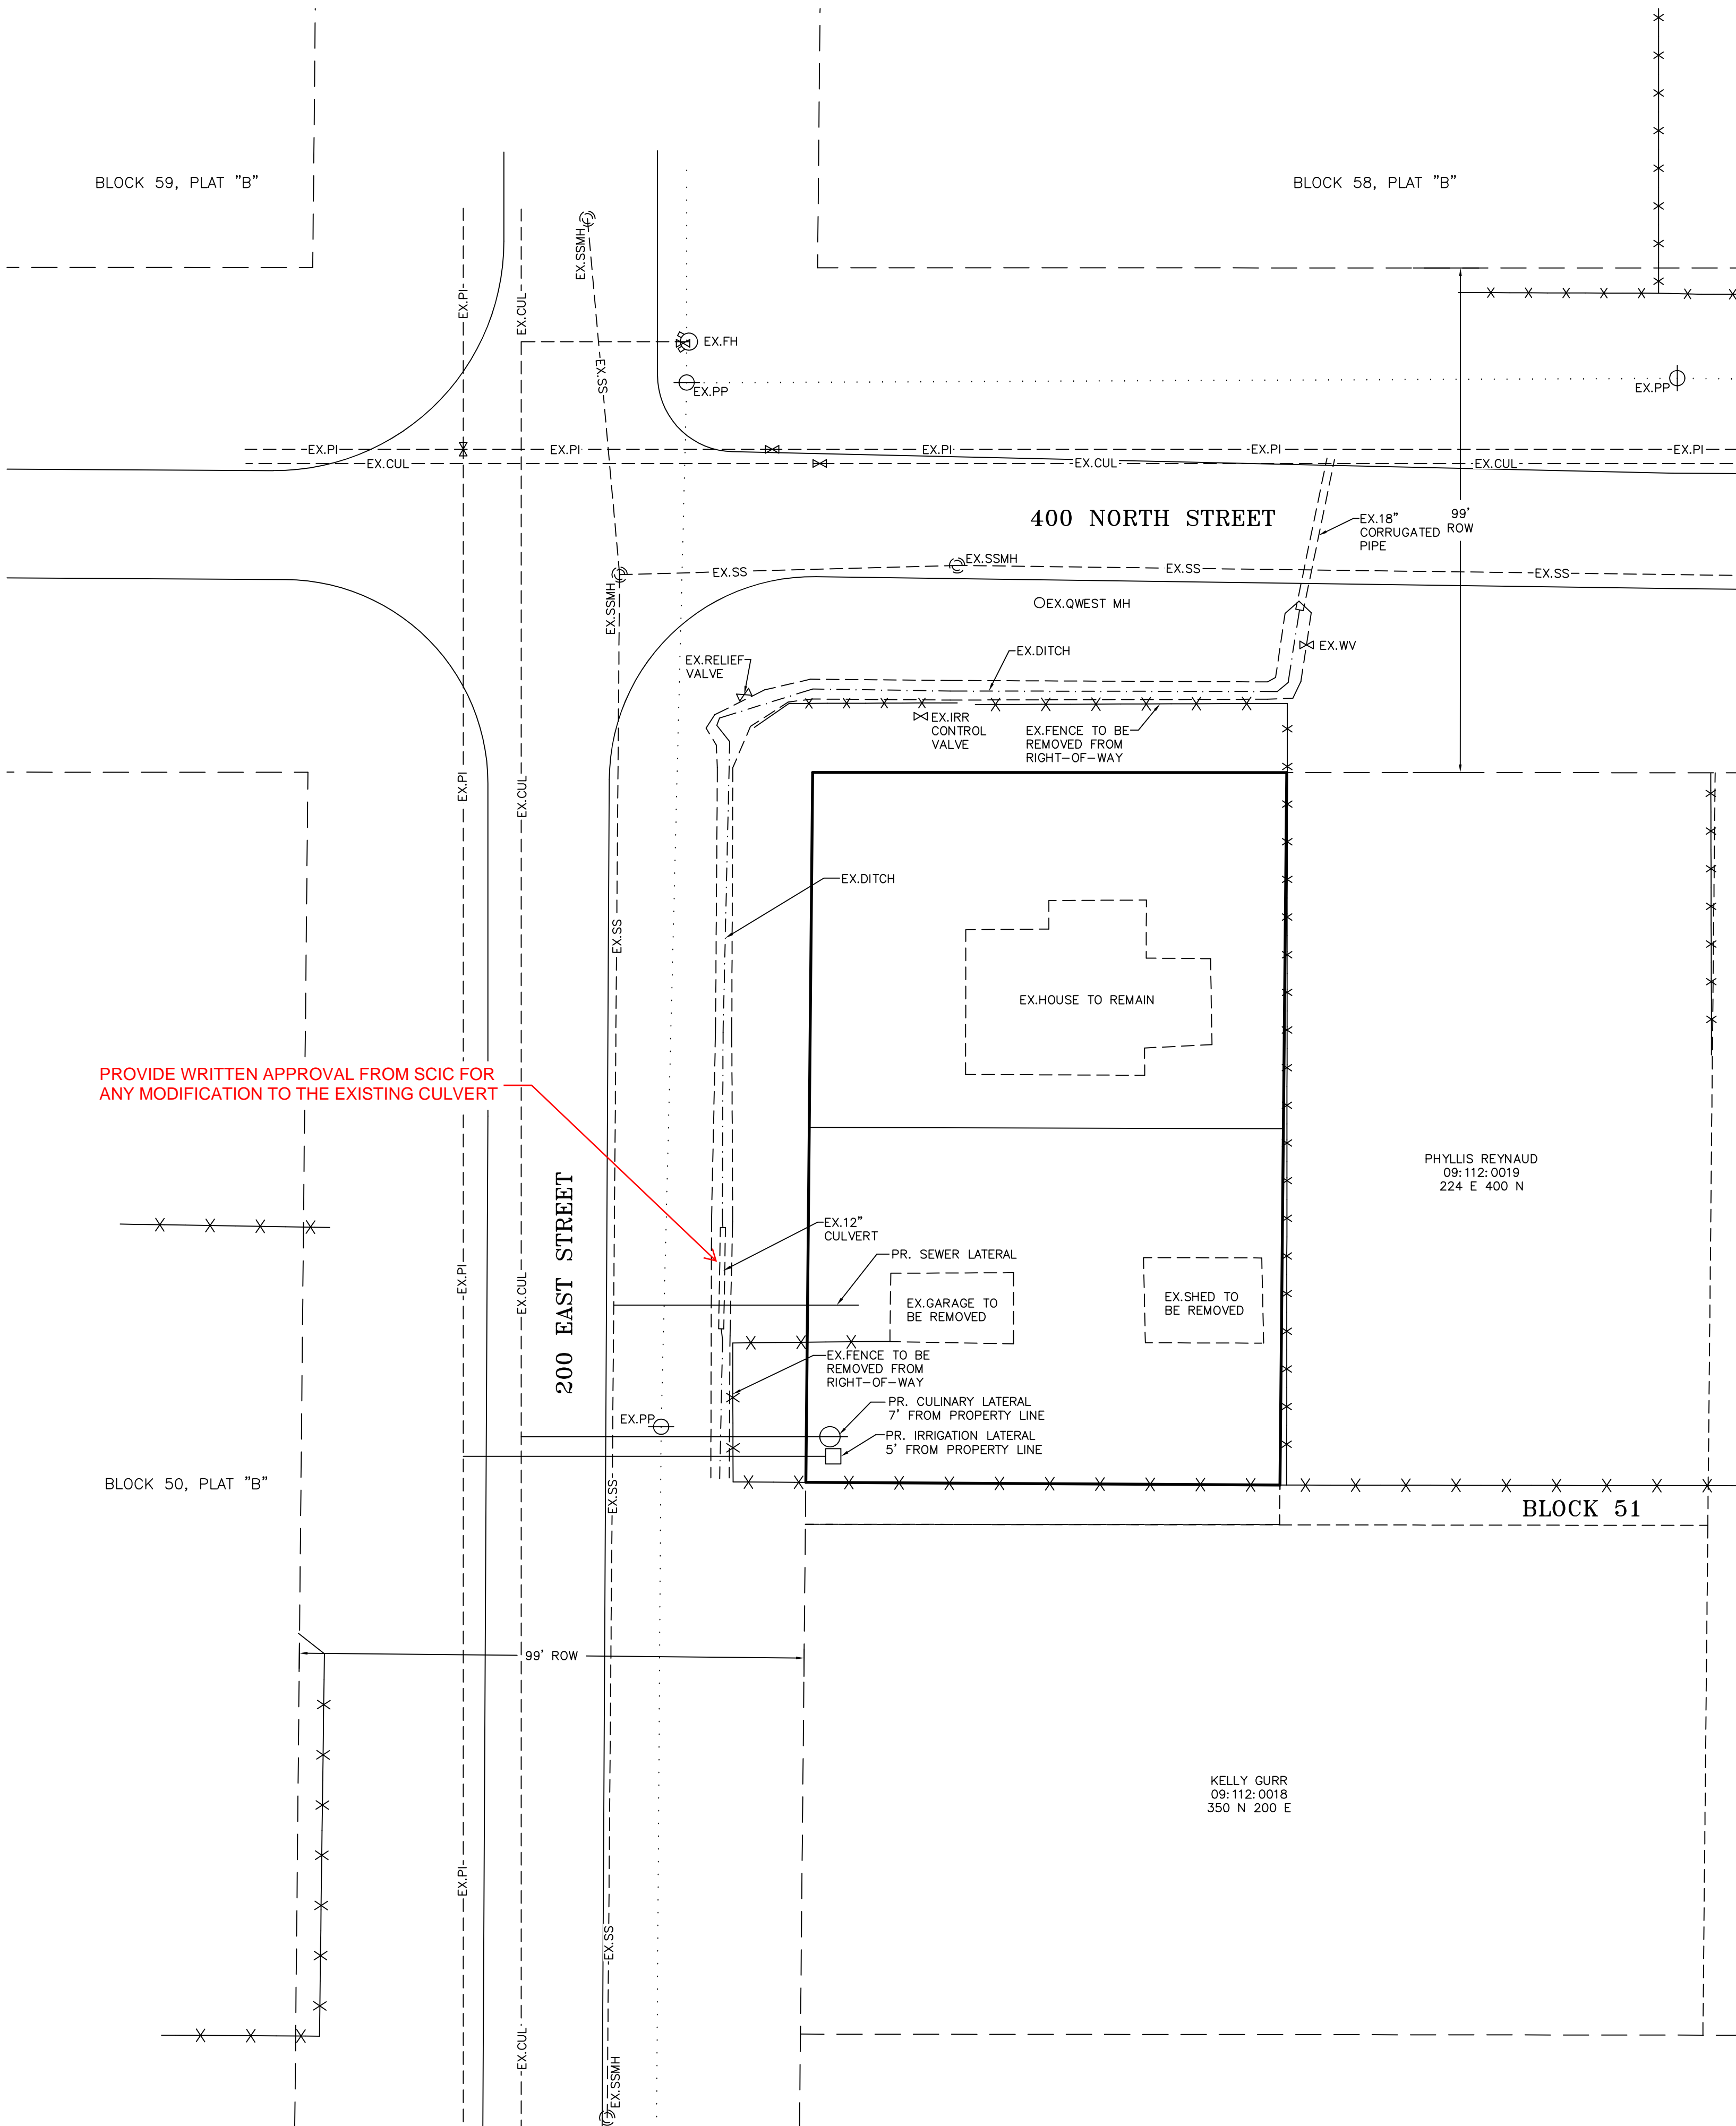 BLOCK 59, PLAT "B"
BLOCK 58, PLAT "B"
EX.SSMH
EX.PI
EX.CUL
EX.FH
EX.SS
EX.PP
EX.PP
EX.PI
EX.PI
EX.PI
EX.PI
EX.PI
EX.CUL
EX.CUL
EX.CUL
400 NORTH STREET
EX.18"
CORRUGATED
PIPE
99'
ROW
EX.SSMH
EX.SS
EX.SSMH
EX.SS
EX.SS
EX.QWEST MH
EX.WV
EX.DITCH
EX.RELIEF
VALVE
EX.IRR
CONTROL
VALVE
EX.FENCE TO BE
REMOVED FROM
RIGHT-OF-WAY
EX.PI
EX.CUL
EX.DITCH
EX.SS
EX.HOUSE TO REMAIN
PROVIDE WRITTEN APPROVAL FROM SCIC FOR
ANY MODIFICATION TO THE EXISTING CULVERT
PHYLLIS REYNAUD
09:112:0019
224 E 400 N
200 EAST STREET
EX.12"
CULVERT
PR. SEWER LATERAL
EX.PI
EX.CUL
EX.GARAGE TO
BE REMOVED
EX.SHED TO
BE REMOVED
EX.FENCE TO BE
REMOVED FROM
RIGHT-OF-WAY
PR. CULINARY LATERAL
7' FROM PROPERTY LINE
EX.PP
PR. IRRIGATION LATERAL
5' FROM PROPERTY LINE
BLOCK 50, PLAT "B"
EX.SS
BLOCK 51
99' ROW
KELLY GURR
09:112:0018
350 N 200 E
EX.PI
EX.SS
EX.CUL
EX.SSMH